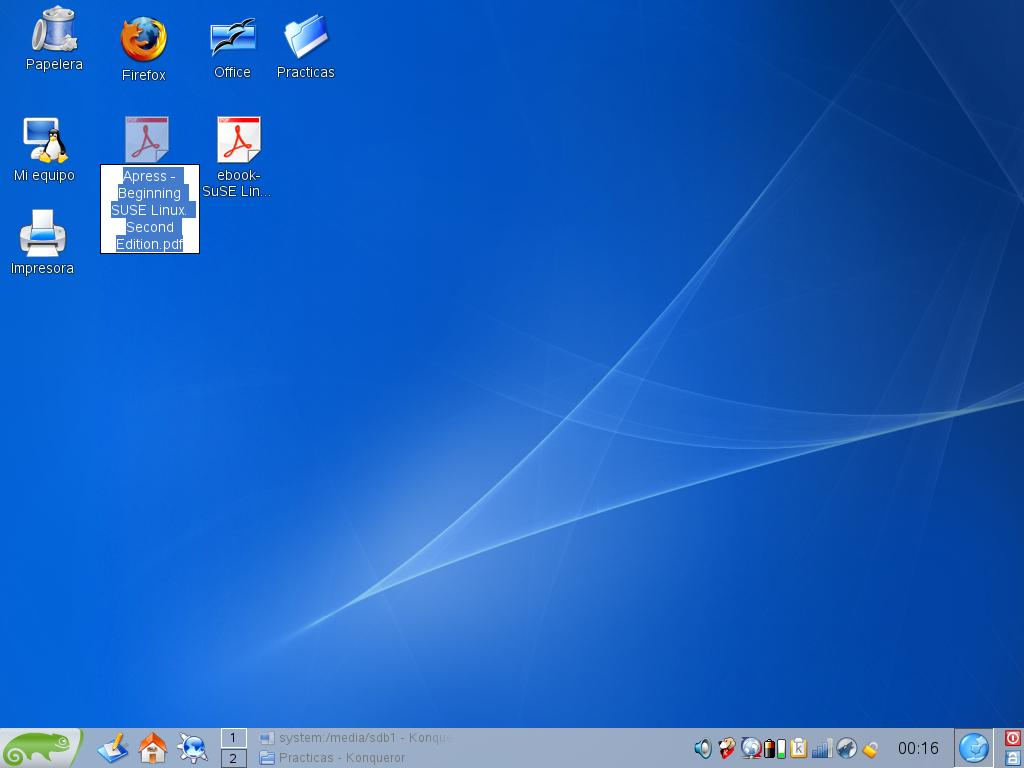 Papelera
Firefox
Office
Practicas
Mi equipo
Apress -
Beginning
SUSE Linux.
Second
Edition.pdf
ebook-
SuSE Lin...
Impresora
1
2
system:/media/sdb1 - Konque
Practicas - Konqueror
00:16